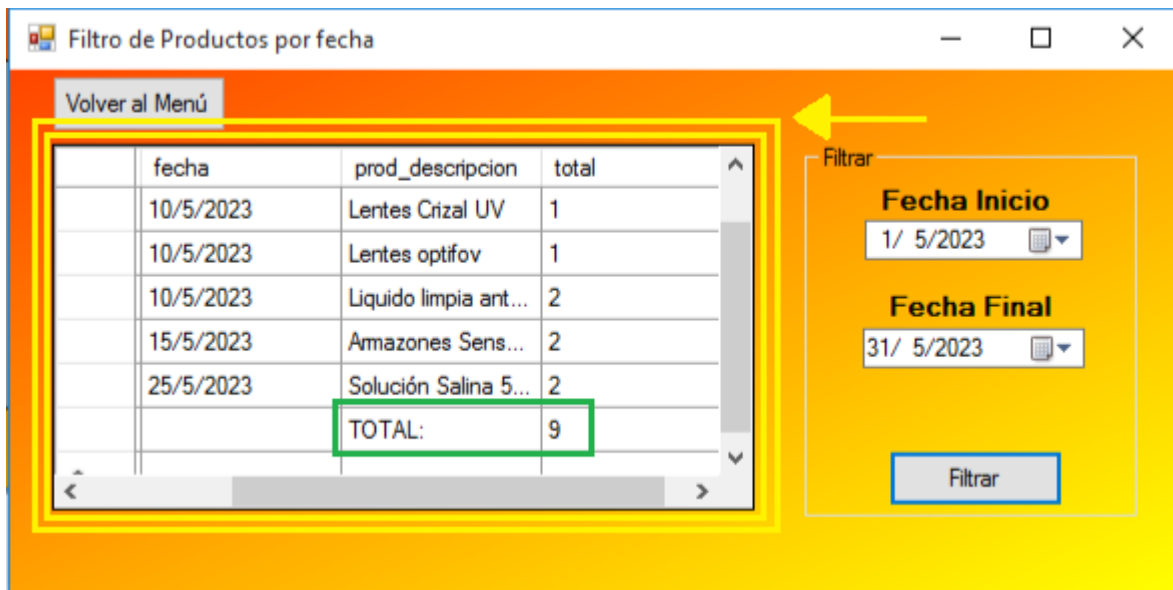 Filtro de Productos por fecha
Volver al Menú
fecha prod_descripcion total
10/5/2023 Lentes Crizal UV 1
10/5/2023 Lentes optifov 1
10/5/2023 Liquido limpia ant... 2
15/5/2023 Armazones Sens... 2
25/5/2023 Solución Salina 5... 2
TOTAL: 9
Filtrar
Fecha Inicio
1/ 5/2023
Fecha Final
31/ 5/2023
Filtrar